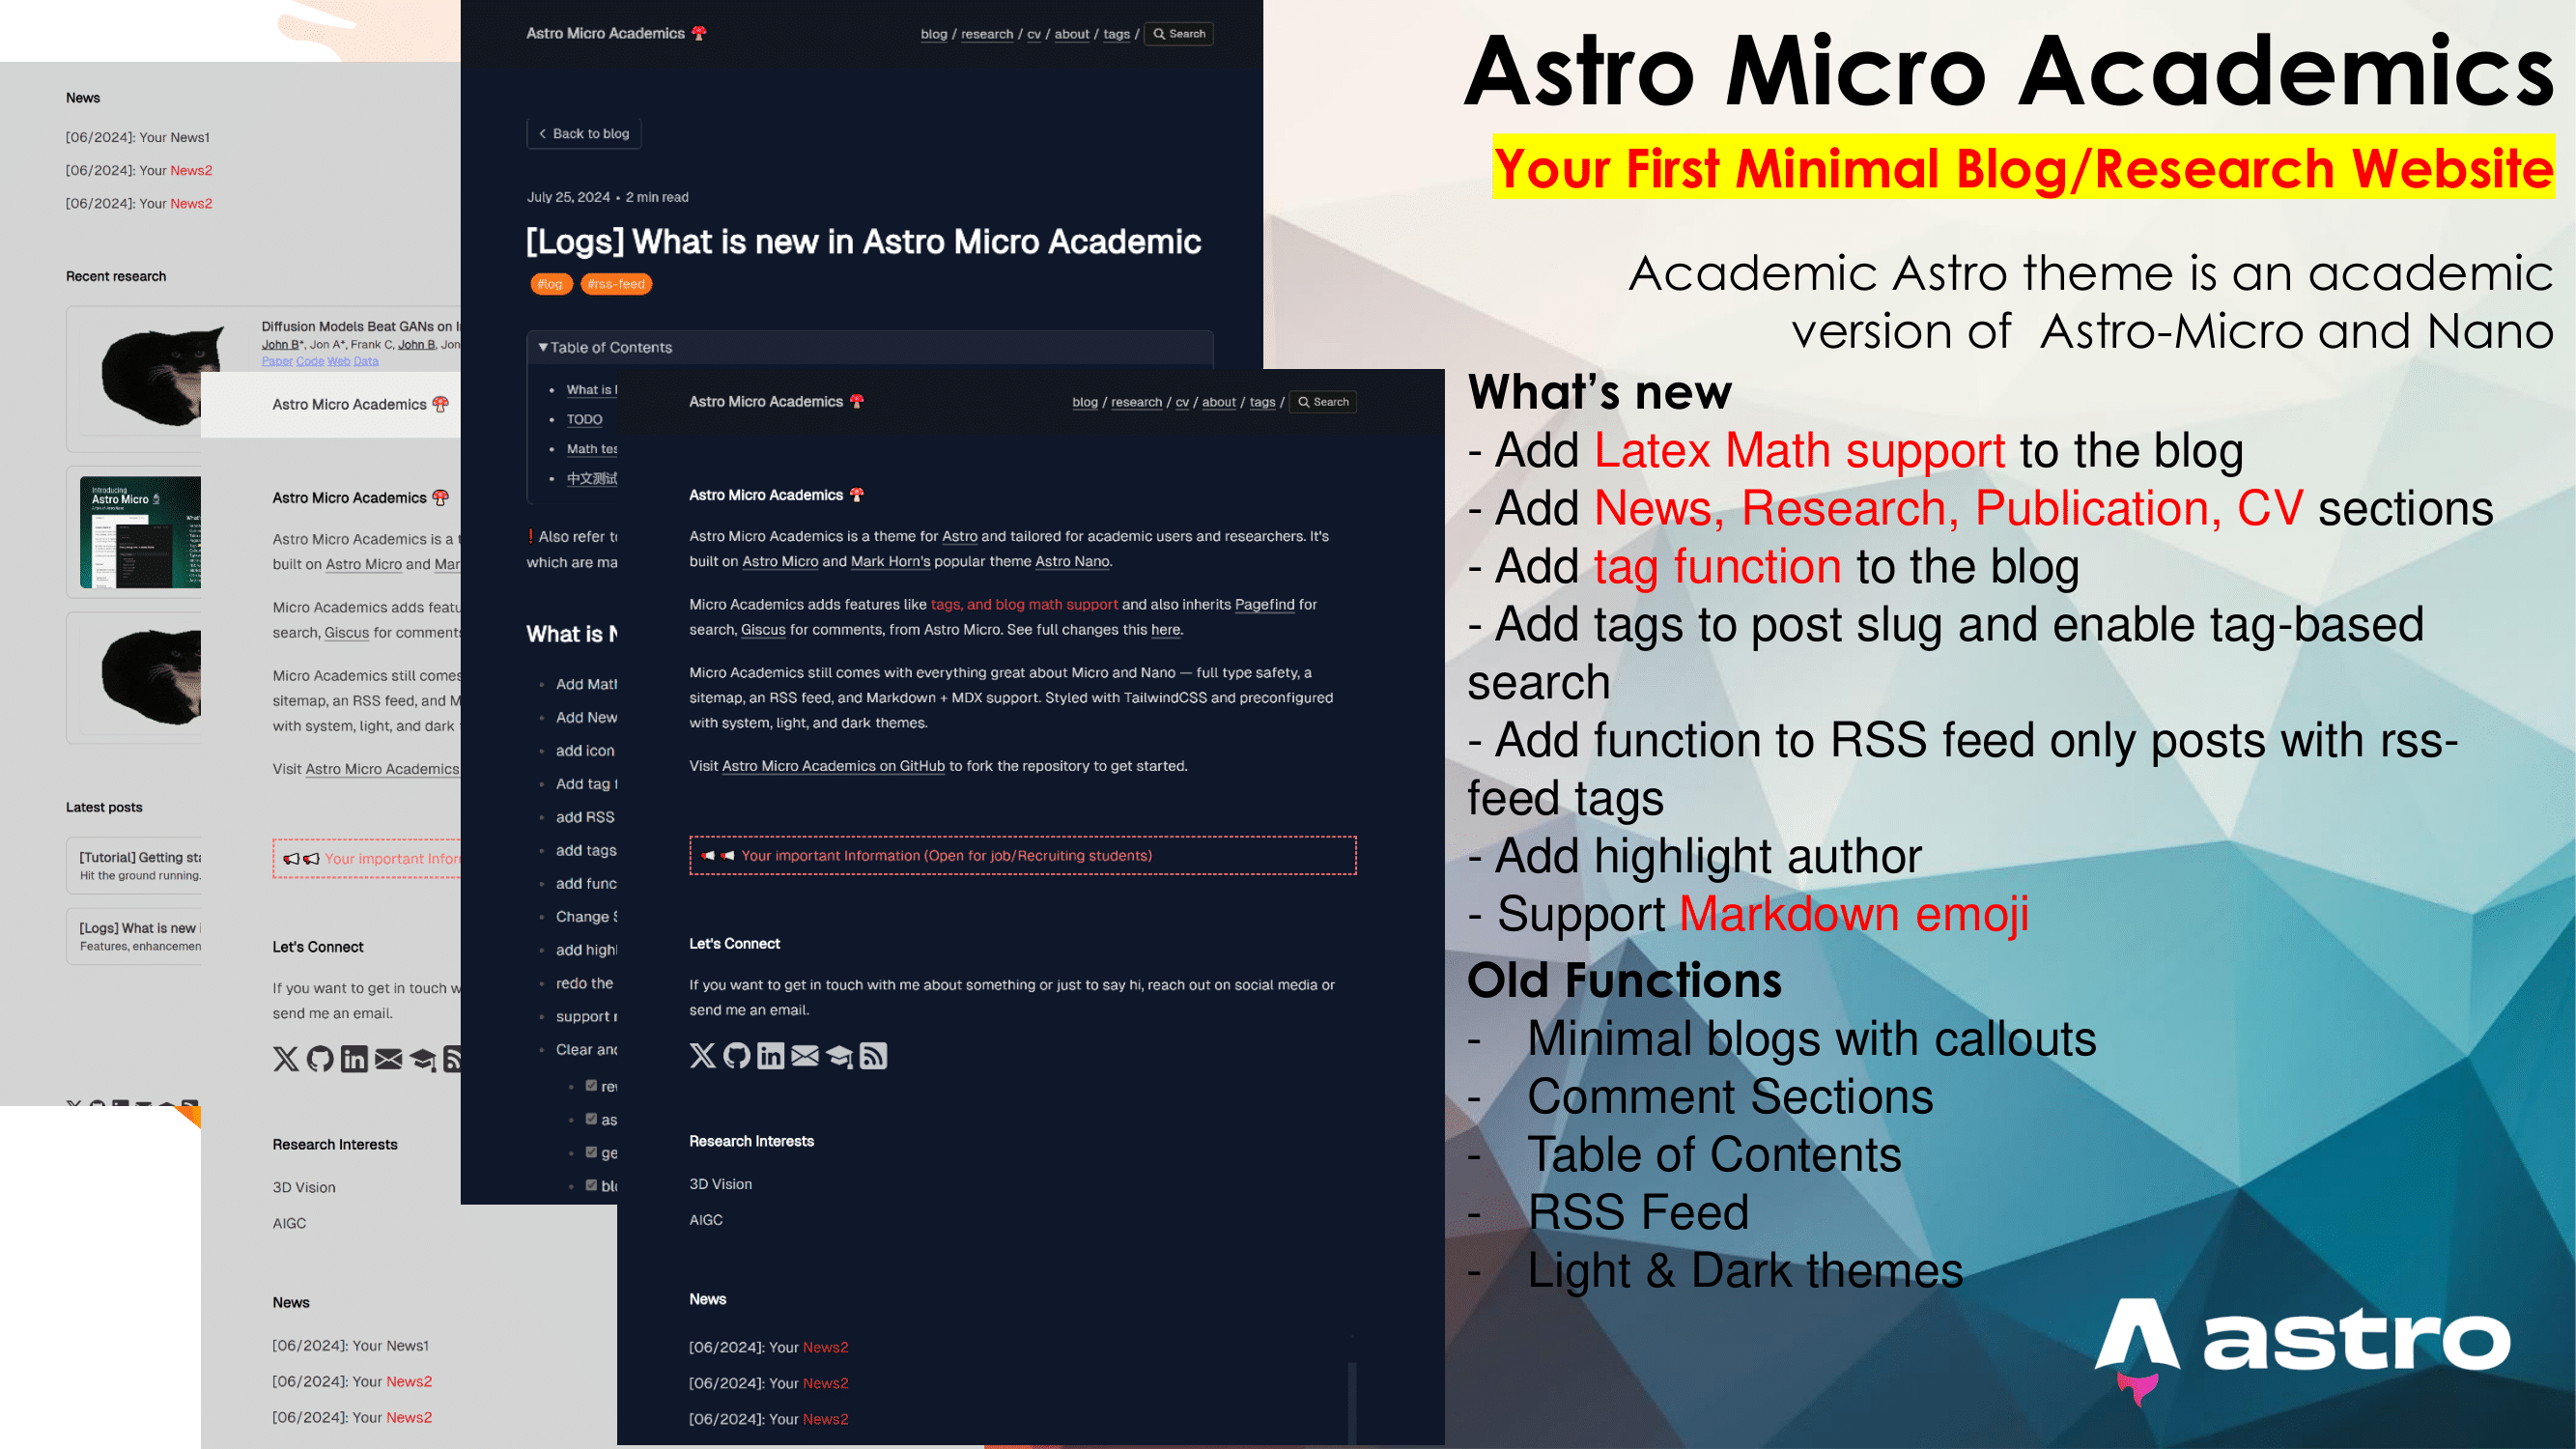 News
[06/2024]: Your News1
[06/2024]: Your News2
[06/2024]: Your News2
Recent research
Diffusion Models Beat GANs on
John B*, Jon A*, Frank C, John B, Jon
Paper Code Web Data
Introducing
Astro Micro
Latest posts
[Tutorial] Getting
Hit the ground running.
[Logs] What is new
Features,
Astro Micro Academics 🍄
Astro Micro Academics 🍄
Astro Micro Academics is a
built on Astro Micro and
Micro Academics adds
search, Giscus for
Micro Academics still comes
sitemap, an RSS feed, and
with system, light, and dark
Visit Astro Micro Academics
Your important
Let's Connect
If you want to get in touch
send me an email.
Research Interests
3D Vision
AIGC
News
[06/2024]: Your News1
[06/2024]: Your News2
[06/2024]: Your News2
Astro Micro Academics 🍄
blog / research / cv / about / tags / Search
< Back to blog
July 25, 2024 • 2 min read
[Logs] What is new in Astro Micro Academic
#log #rss-feed
▼Table of Contents
What is
TODO
Math
中文测试
❗Also refer
which are
What is
Add
Add
add icon
Add tag
add RSS
add tags
add
Change
add
redo the
support
Clear
Astro Micro Academics 🍄
blog / research / cv / about / tags / Search
Astro Micro Academics 🍄
Astro Micro Academics is a theme for Astro and tailored for academic users and researchers. It's
built on Astro Micro and Mark Horn's popular theme Astro Nano.
Micro Academics adds features like tags, and blog math support and also inherits Pagefind for
search, Giscus for comments, from Astro Micro. See full changes this here.
Micro Academics still comes with everything great about Micro and Nano — full type safety, a
sitemap, an RSS feed, and Markdown + MDX support. Styled with TailwindCSS and preconfigured
with system, light, and dark themes.
Visit Astro Micro Academics on GitHub to fork the repository to get started.
Your important Information (Open for job/Recruiting students)
Let's Connect
If you want to get in touch with me about something or just to say hi, reach out on social media or
send me an email.
Research Interests
3D Vision
AIGC
News
[06/2024]: Your News2
[06/2024]: Your News2
[06/2024]: Your News2
Astro Micro Academics
Your First Minimal Blog/Research Website
Academic Astro theme is an academic
version of Astro-Micro and Nano
What's new
- Add Latex Math support to the blog
- Add News, Research, Publication, CV sections
- Add tag function to the blog
- Add tags to post slug and enable tag-based
search
- Add function to RSS feed only posts with rss-
feed tags
- Add highlight author
- Support Markdown emoji
Old Functions
- Minimal blogs with callouts
- Comment Sections
- Table of Contents
- RSS Feed
- Light & Dark themes
astro